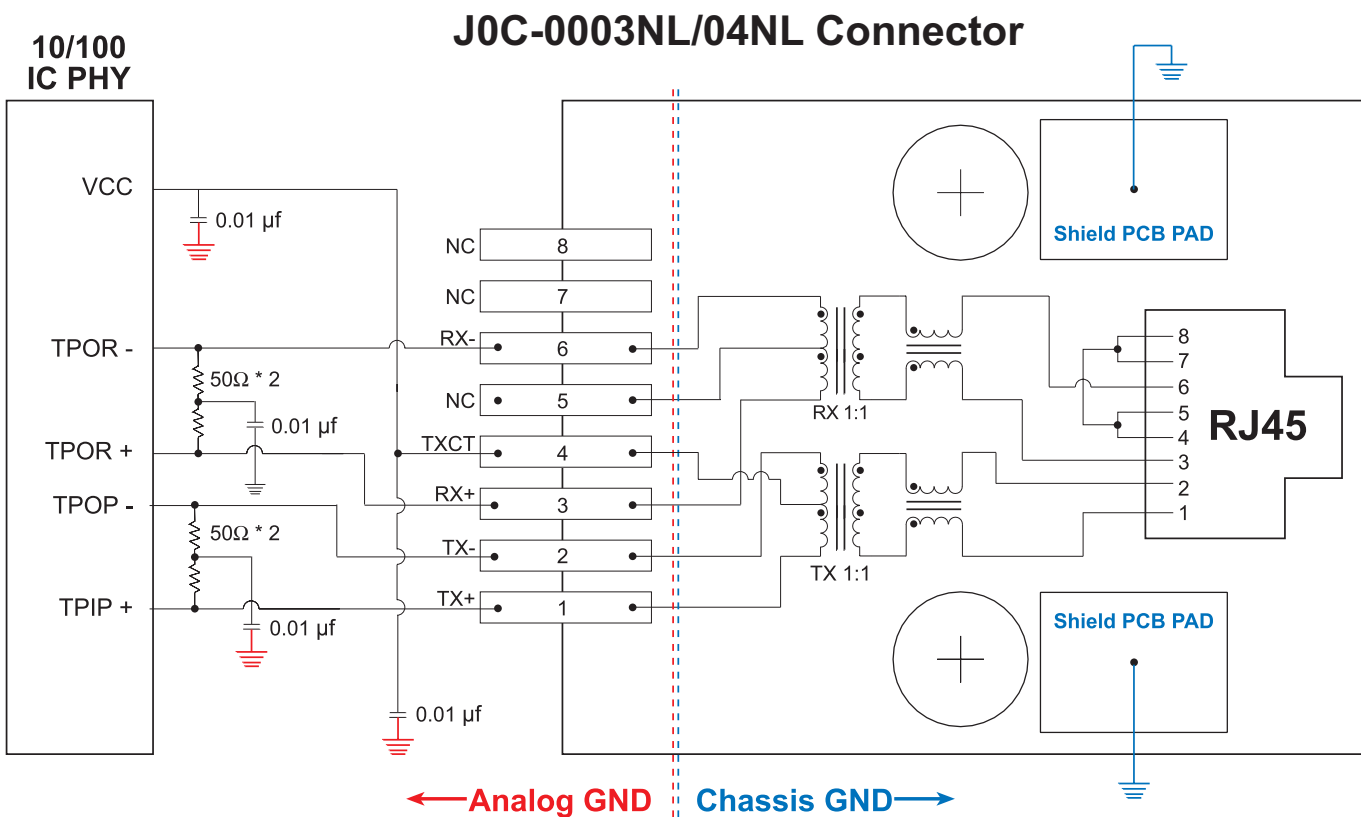 J0C-0003NL/04NL Connector
10/100
IC PHY
VCC
0.01 µf
TPOR -
50Ω * 2
0.01 µf
TPOR +
TPOP -
50Ω * 2
TPIP +
0.01 µf
0.01 µf
NC 8
NC 7
RX- 6
NC 5
TXCT 4
RX+ 3
TX- 2
TX+ 1
RX 1:1
TX 1:1
Shield PCB PAD
8
7
6
5
4
3
2
1
RJ45
Shield PCB PAD
Analog GND
Chassis GND